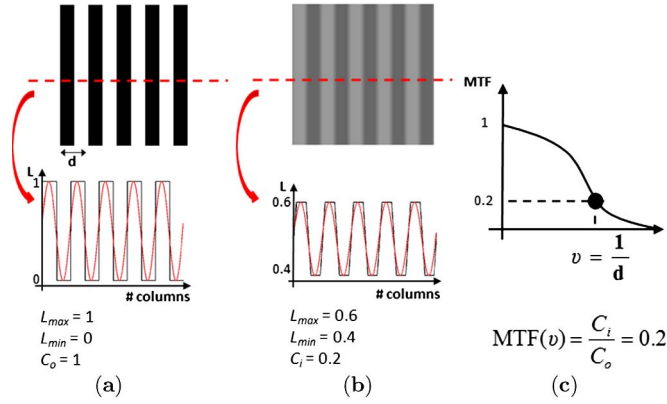 d
L
1
0
# columns
L_max = 1
L_min = 0
C_o = 1
(a)
L
0.6
0.4
# columns
L_max = 0.6
L_min = 0.4
C_i = 0.2
(b)
MTF
1
0.2
υ = 1/d
MTF(υ) = C_i/C_o = 0.2
(c)